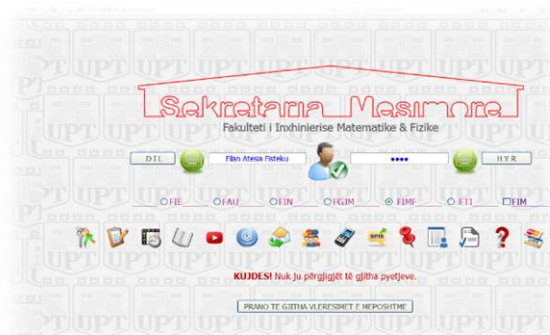 Sekretaria Mesimore
Fakulteti i Inxhinierise Matematike & Fizike
DIL Filan Atesia Fisteku •••• HYR
FIE FAU FIN FGJM FIMF FTI FIM
KUJDES! Nuk ju përgjigjët të gjitha pyetjeve.
PRANO TE GJITHA VLERESIMET E MEPOSHTME
UPT